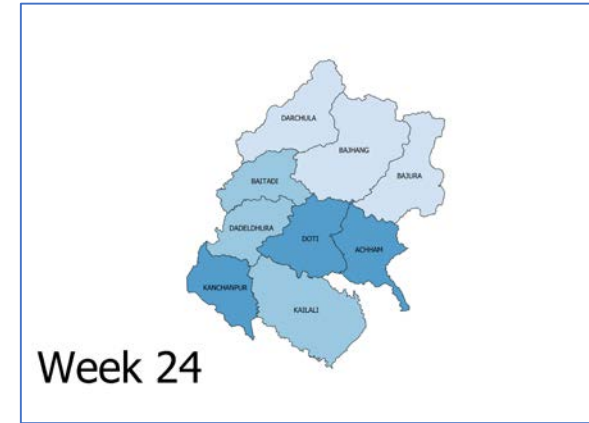 DARCHULA
BAJHANG
BAJURA
BAITADI
DADELDHURA
DOTI
ACHHAM
KANCHANPUR
KAILALI
Week 24